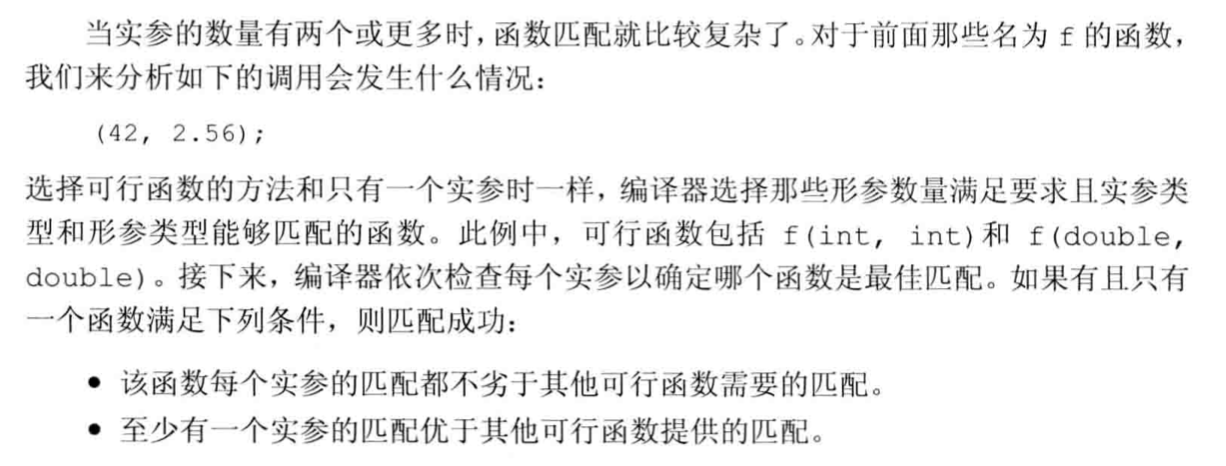 当实参的数量有两个或更多时，函数匹配就比较复杂了。对于前面那些名为 f 的函数，
我们来分析如下的调用会发生什么情况：
(42, 2.56);
选择可行函数的方法和只有一个实参时一样，编译器选择那些形参数量满足要求且实参类
型和形参类型能够匹配的函数。此例中，可行函数包括 f(int, int)和 f(double,
double)。接下来，编译器依次检查每个实参以确定哪个函数是最佳匹配。如果有且只有
一个函数满足下列条件，则匹配成功：
● 该函数每个实参的匹配都不劣于其他可行函数需要的匹配。
● 至少有一个实参的匹配优于其他可行函数提供的匹配。